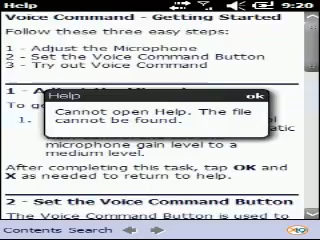 Help 9:20
Voice Command - Getting Started
Follow these three easy steps:
1 - Adjust the Microphone
2 - Set the Voice Command Button
3 - Try out Voice Command
1 -
Help ok
Cannot open Help. The file
cannot be found.
To
1.
microphone gain level to a
medium level.
After completing this task, tap OK and
X as needed to return to help.
2 - Set the Voice Command Button
The Voice Command Button is used to
Contents Search